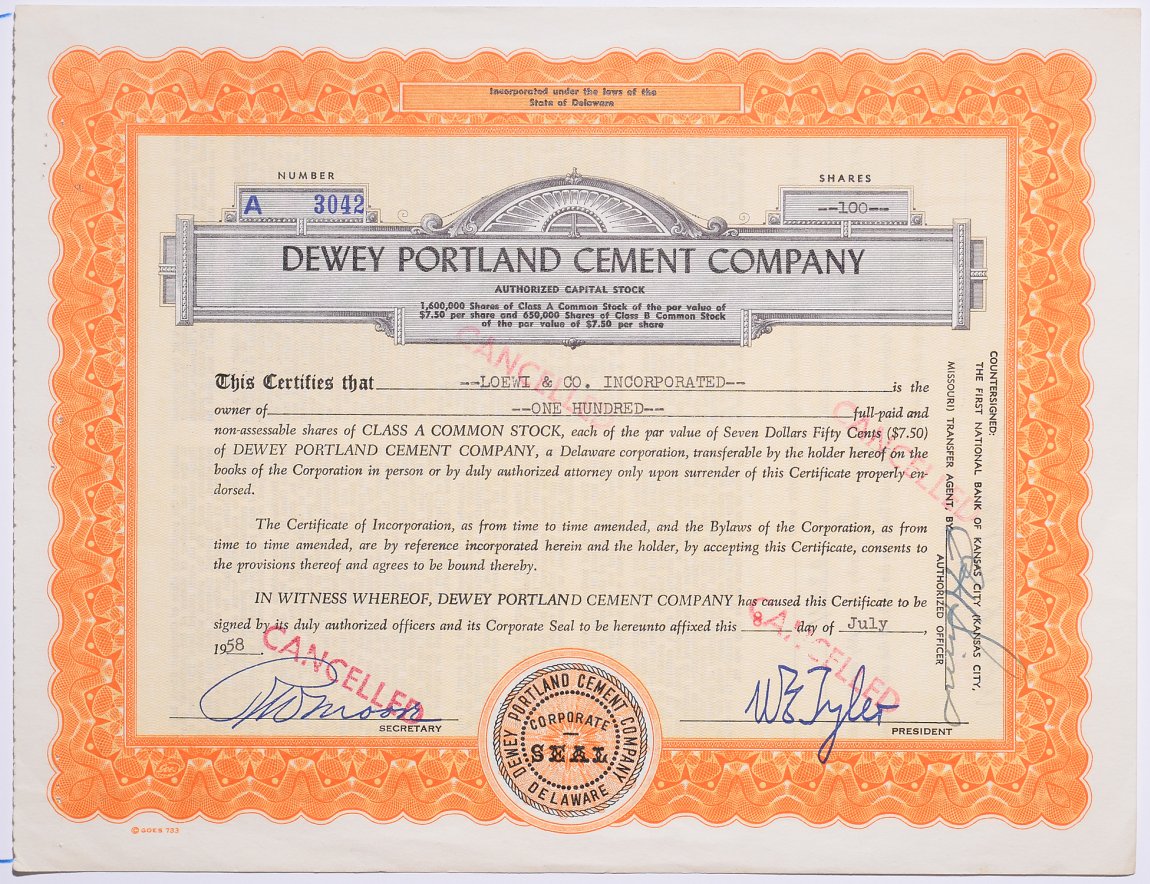 Incorporated under the laws of the
State of Delaware
NUMBER
A 3042
SHARES
--100--
DEWEY PORTLAND CEMENT COMPANY
AUTHORIZED CAPITAL STOCK
1,600,000 Shares of Class A Common Stock of the par value of
$7.50 per share and 650,000 Shares of Class B Common Stock
of the par value of $7.50 per share
This Certifies that --LOEWI & CO. INCORPORATED-- is the
owner of --ONE HUNDRED-- full-paid and
non-assessable shares of CLASS A COMMON STOCK, each of the par value of Seven Dollars Fifty Cents ($7.50)
of DEWEY PORTLAND CEMENT COMPANY, a Delaware corporation, transferable by the holder hereof on the
books of the Corporation in person or by duly authorized attorney only upon surrender of this Certificate properly en-
dorsed.
The Certificate of Incorporation, as from time to time amended, and the Bylaws of the Corporation, as from
time to time amended, are by reference incorporated herein and the holder, by accepting this Certificate, consents to
the provisions thereof and agrees to be bound thereby.
IN WITNESS WHEREOF, DEWEY PORTLAND CEMENT COMPANY has caused this Certificate to be
signed by its duly authorized officers and its Corporate Seal to be hereunto affixed this 8 day of July,
1958.
CANCELLED
CANCELLED
CANCELLED
CANCELLED
SECRETARY
W E Tyler
PRESIDENT
COUNTERSIGNED:
THE FIRST NATIONAL BANK OF KANSAS CITY (KANSAS CITY,
MISSOURI) TRANSFER AGENT, BY
AUTHORIZED OFFICER
DEWEY PORTLAND CEMENT COMPANY
CORPORATE
SEAL
DELAWARE
© GOES 733